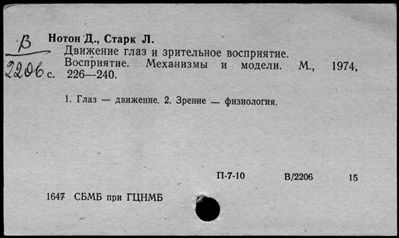 В
2206
Нотон Д., Старк Л.
Движение глаз и зрительное восприятие.
Восприятие. Механизмы и модели. М., 1974,
с. 226—240.
1. Глаз — движение. 2. Зрение — физиология.
П-7-10 В/2206 15
1647 СБМБ при ГЦНМБ